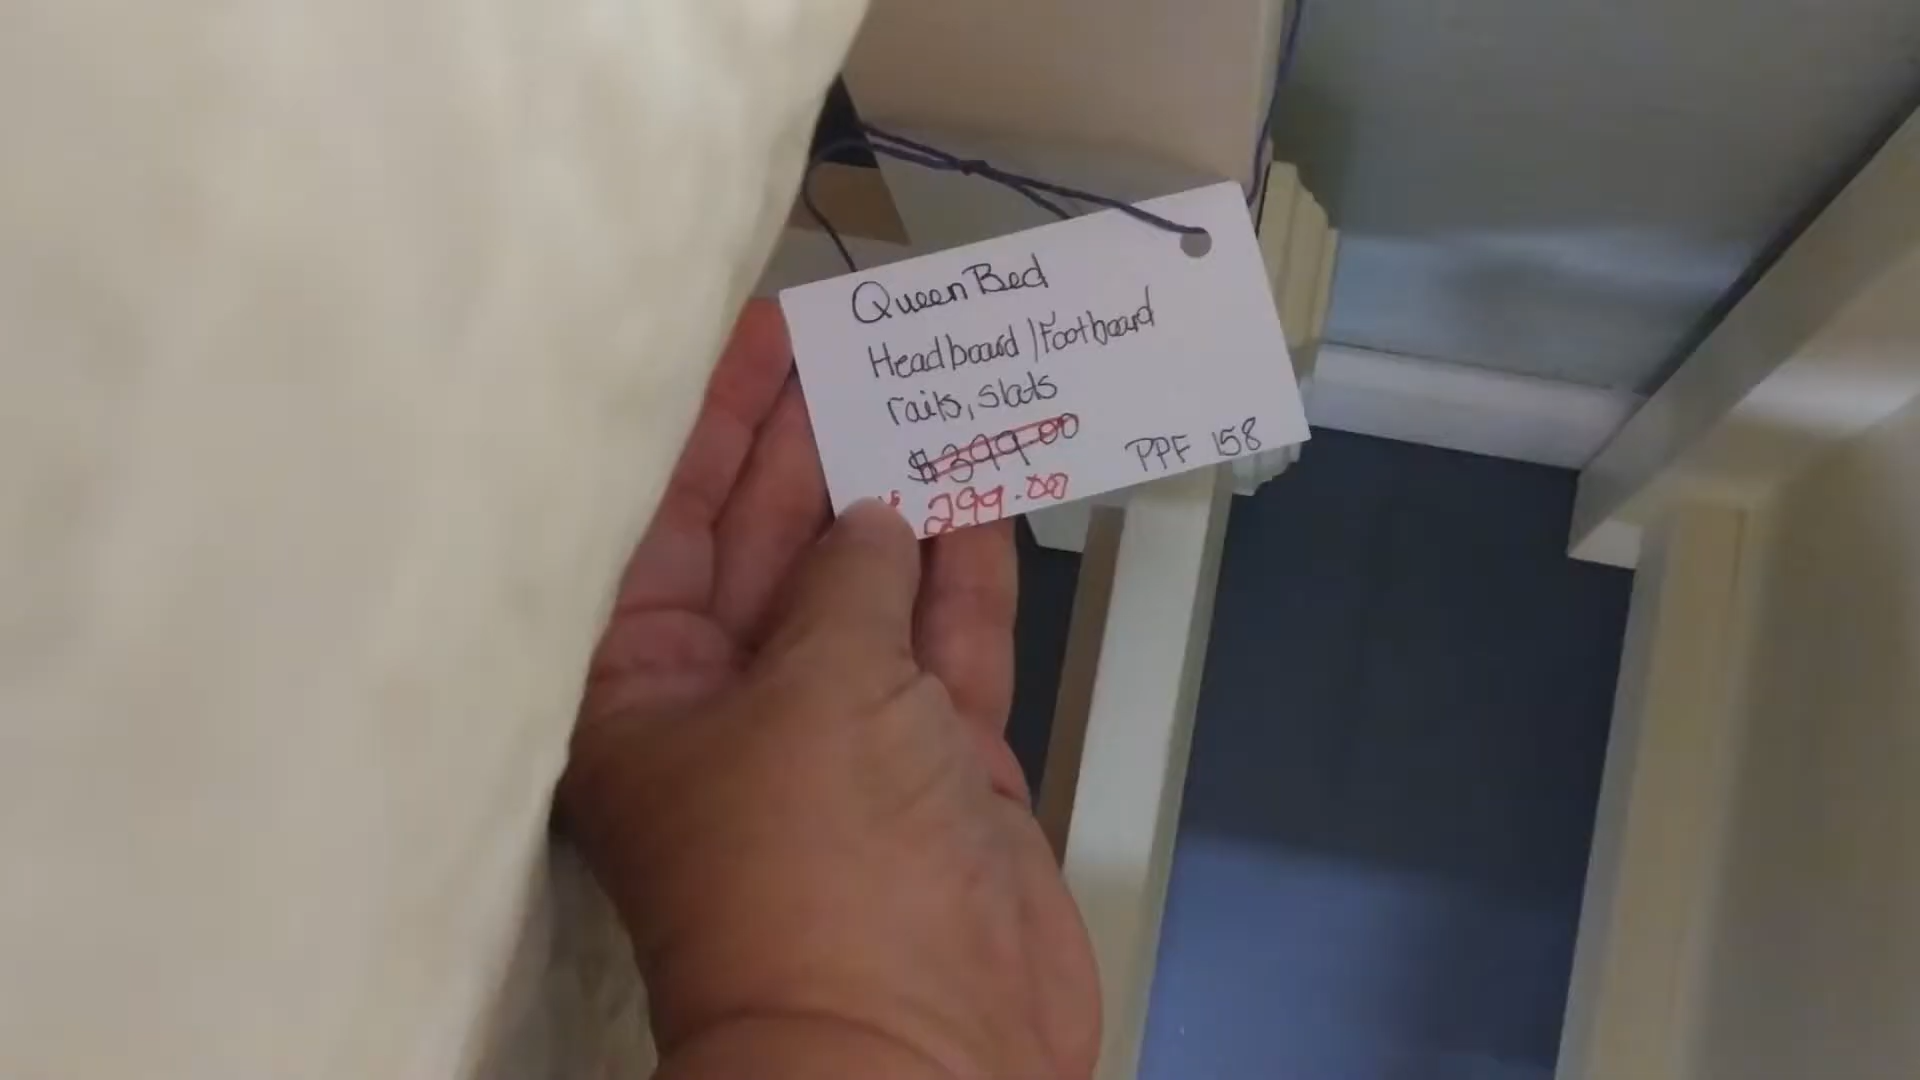 Queen Bed
Headboard/Footboard
rails, slats
$399.00
PPF 158
$299.00